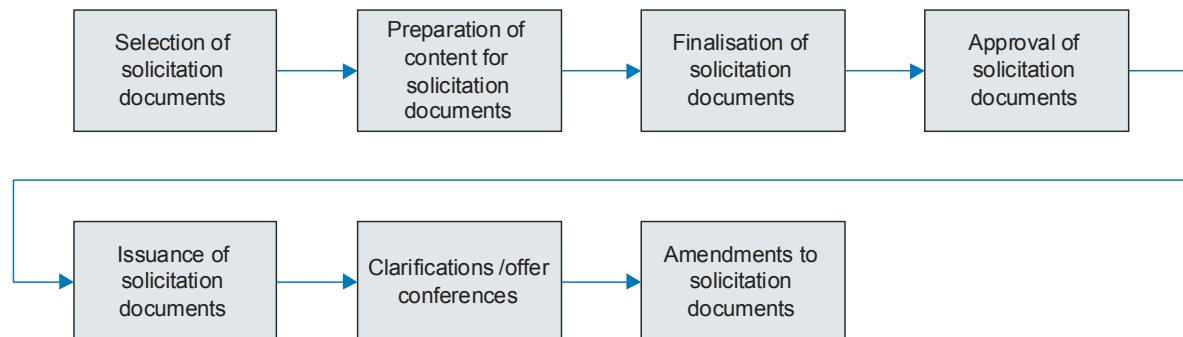 Selection of
solicitation
documents
Preparation of
content for
solicitation
documents
Finalisation of
solicitation
documents
Approval of
solicitation
documents
Issuance of
solicitation
documents
Clarifications /offer
conferences
Amendments to
solicitation
documents